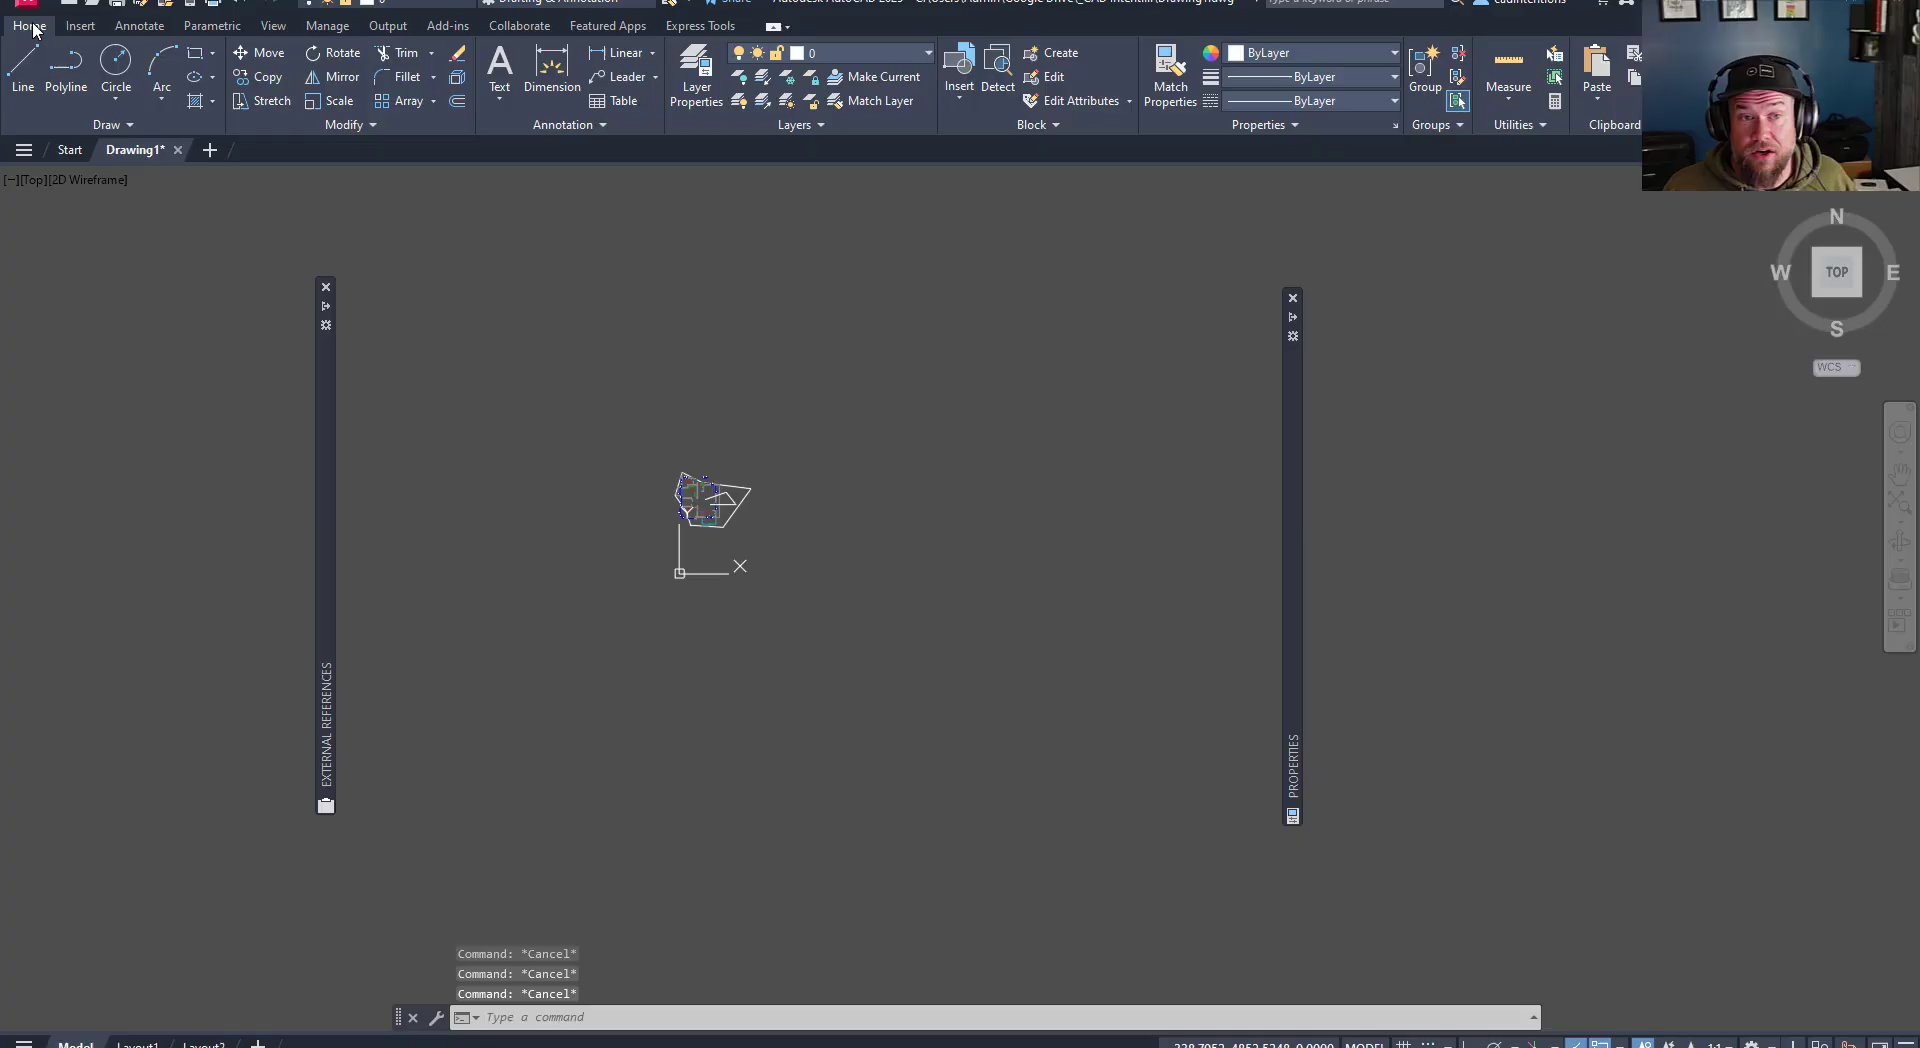 Home Insert Annotate Parametric View Manage Output Add-ins Collaborate Featured Apps Express Tools
Move Rotate Trim Linear 0 Create ByLayer
Line Polyline Circle Arc Copy Mirror Fillet Text Dimension Leader Layer Properties Make Current Insert Detect Edit Match Properties ByLayer Group Measure Paste
Stretch Scale Array Table Match Layer Edit Attributes ByLayer
Draw Modify Annotation Layers Block Properties Groups Utilities Clipboard
Start Drawing1*
[−][Top][2D Wireframe]
N
W TOP E
S
WCS
EXTERNAL REFERENCES
PROPERTIES
Y
X
Command: *Cancel*
Command: *Cancel*
Command: *Cancel*
Type a command
Model Layout1 Layout2
MODEL 1:1